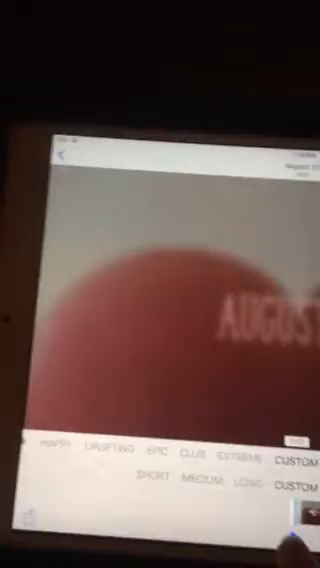 AUGUST
HAPPY UPLIFTING EPIC CLUB EXTREME CUSTOM
SHORT MEDIUM LONG CUSTOM